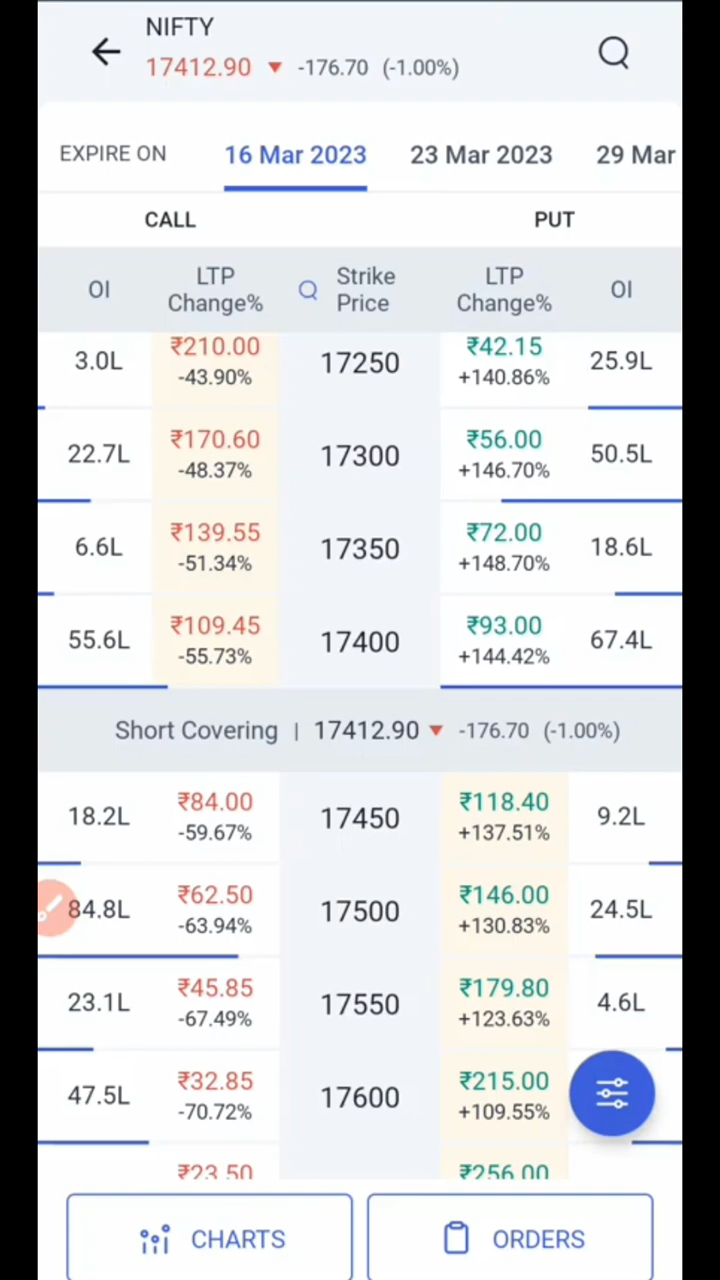 NIFTY
17412.90 ▼ -176.70 (-1.00%)
EXPIRE ON 16 Mar 2023 23 Mar 2023 29 Mar
CALL PUT
OI LTP Change% Strike Price LTP Change% OI
3.0L ₹210.00 17250 ₹42.15 25.9L
-43.90% +140.86%
22.7L ₹170.60 17300 ₹56.00 50.5L
-48.37% +146.70%
6.6L ₹139.55 17350 ₹72.00 18.6L
-51.34% +148.70%
55.6L ₹109.45 17400 ₹93.00 67.4L
-55.73% +144.42%
Short Covering | 17412.90 ▼ -176.70 (-1.00%)
18.2L ₹84.00 17450 ₹118.40 9.2L
-59.67% +137.51%
84.8L ₹62.50 17500 ₹146.00 24.5L
-63.94% +130.83%
23.1L ₹45.85 17550 ₹179.80 4.6L
-67.49% +123.63%
47.5L ₹32.85 17600 ₹215.00
-70.72% +109.55%
₹23.50 ₹256.00
CHARTS ORDERS